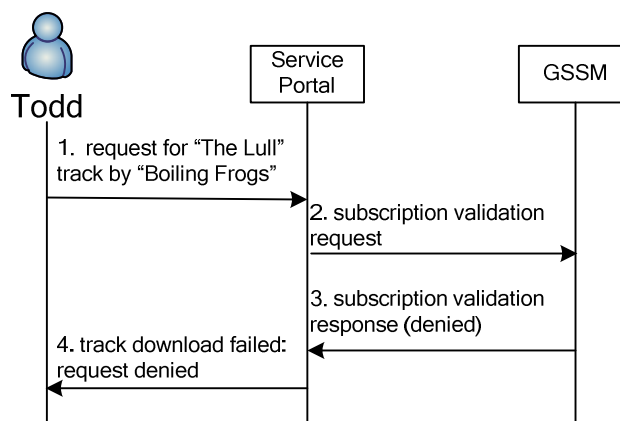 Service
Portal
GSSM
Todd
1. request for “The Lull”
track by “Boiling Frogs”
2. subscription validation
request
3. subscription validation
response (denied)
4. track download failed:
request denied